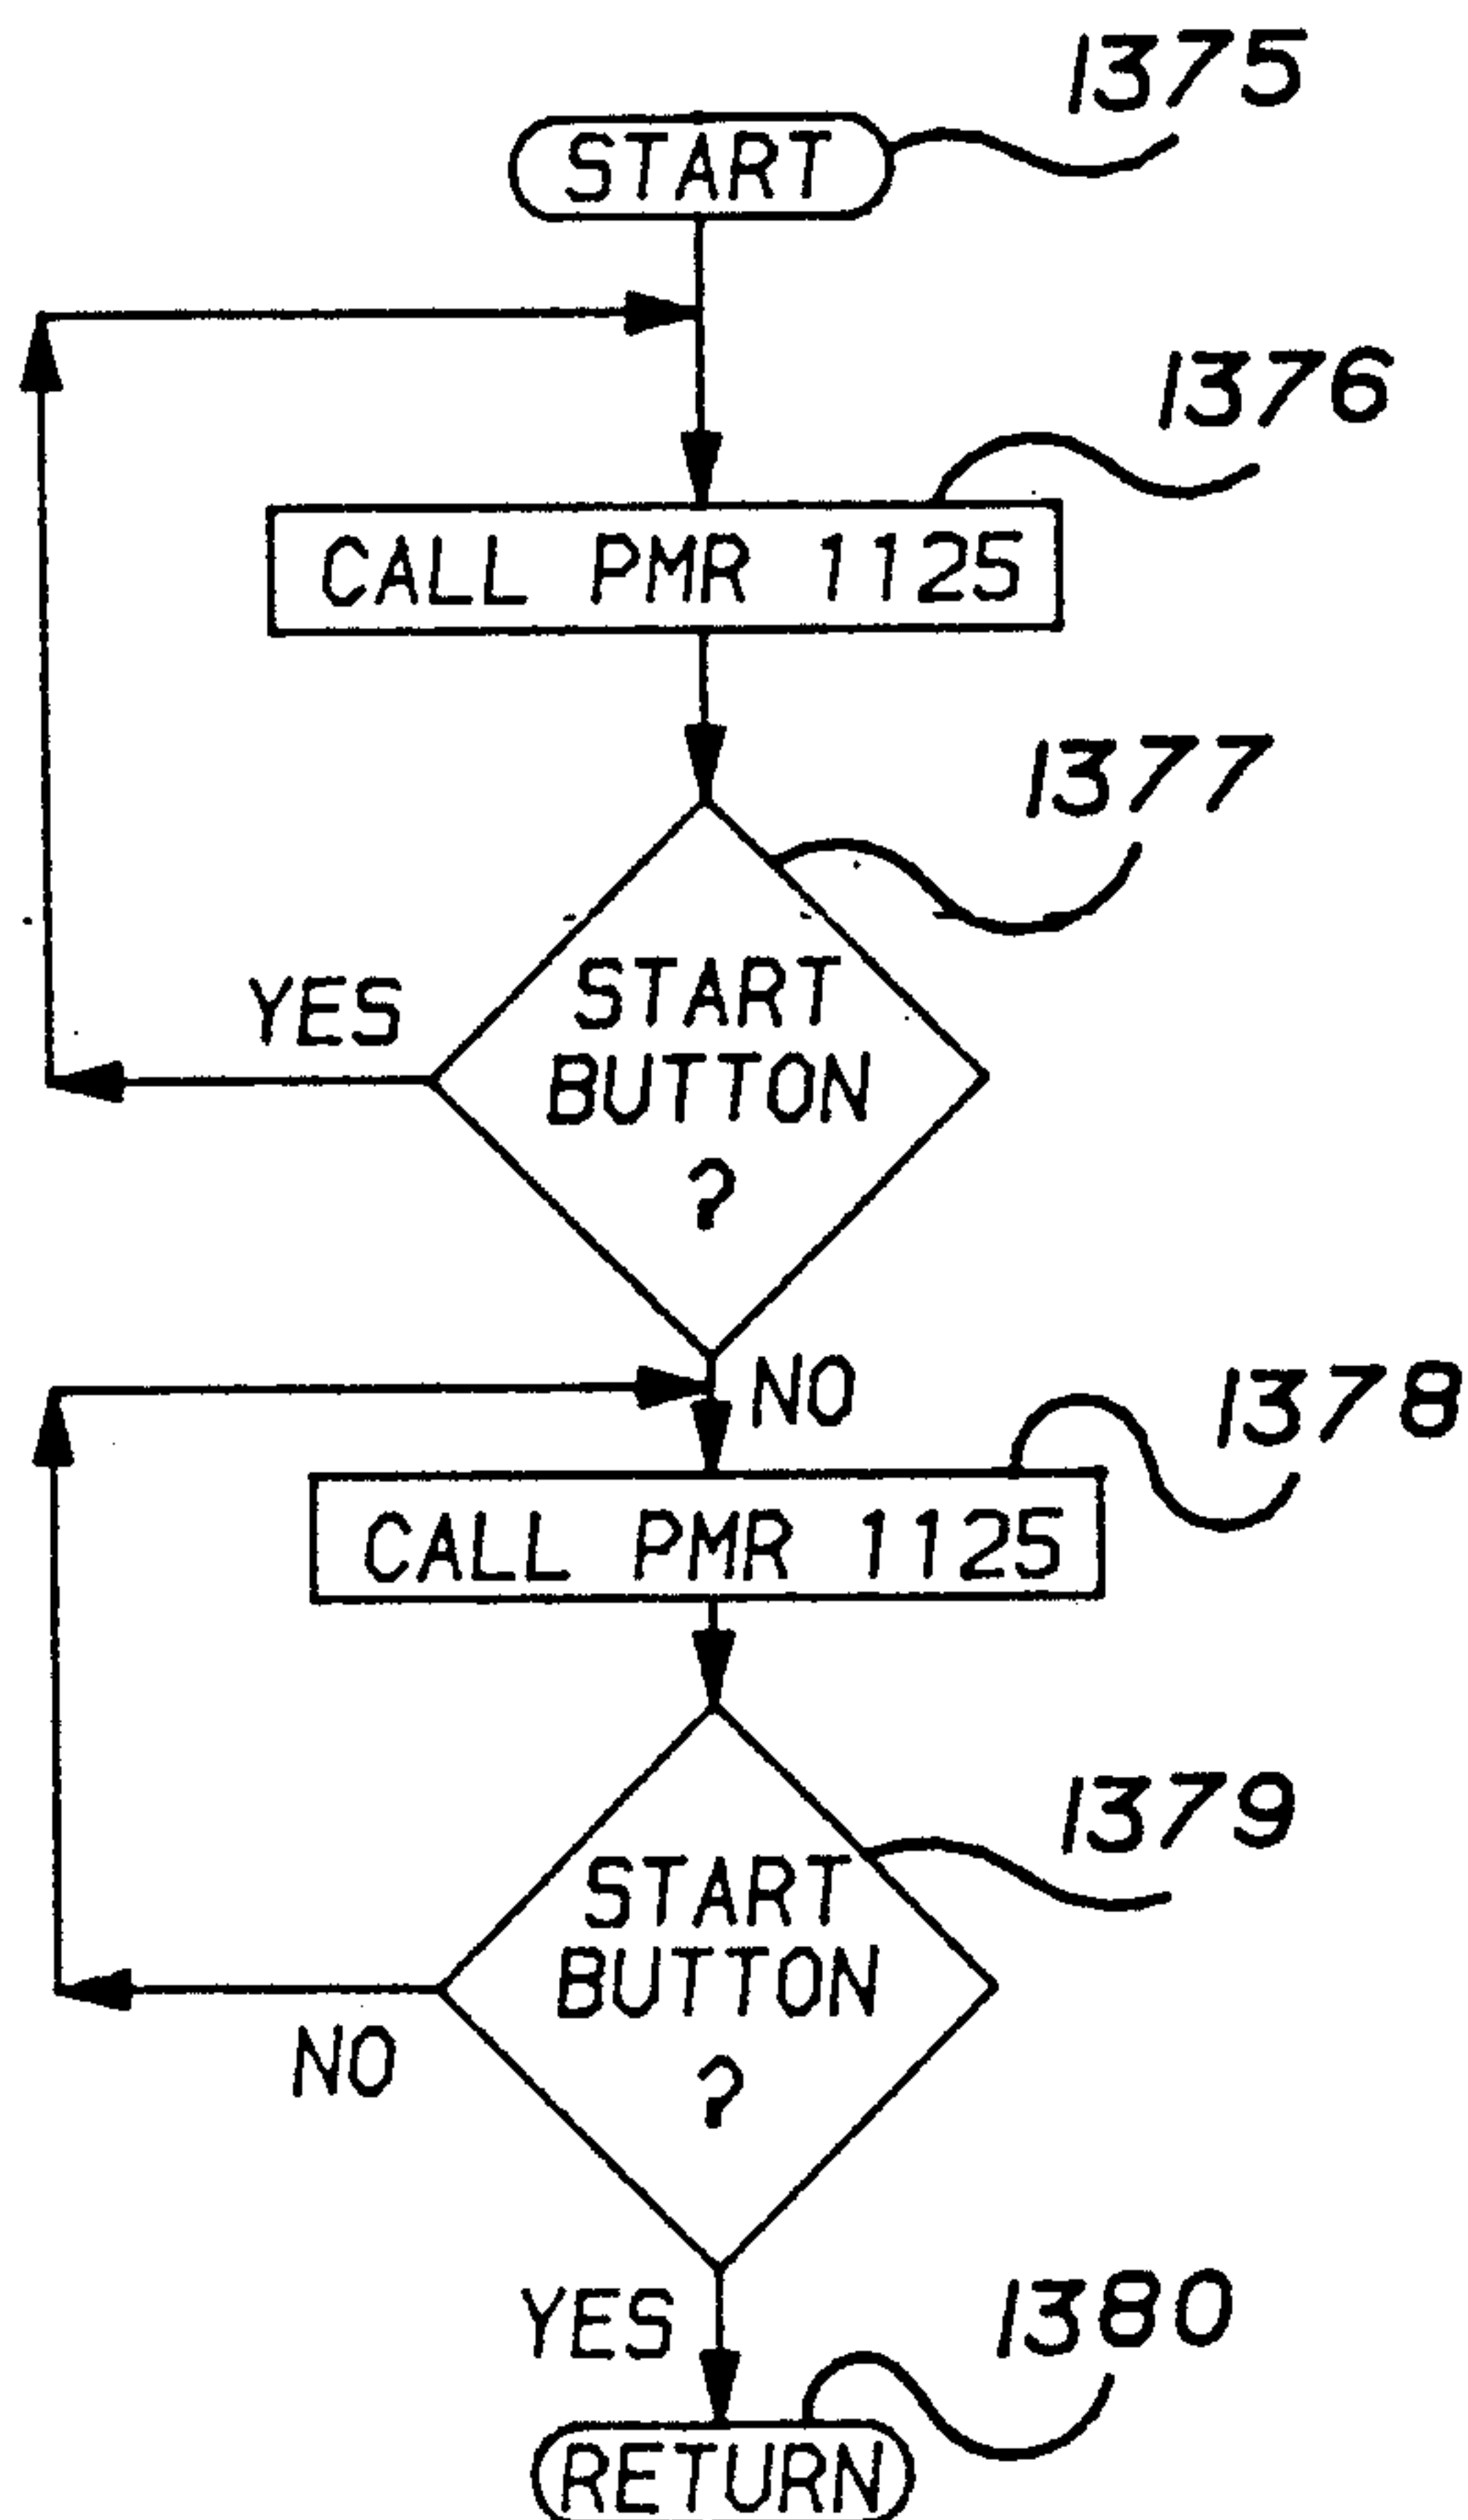 1375
START
1376
CALL PMR 1125
1377
START
BUTTON
?
YES
NO
1378
CALL PMR 1125
1379
START
BUTTON
?
NO
YES
1380
RETURN